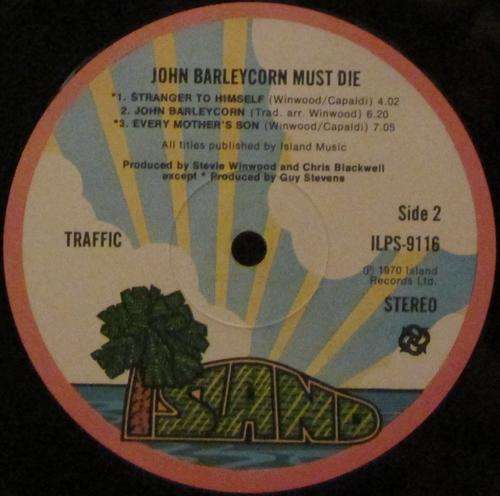 JOHN BARLEYCORN MUST DIE
*1. STRANGER TO HIMSELF (Winwood/Capaldi) 4.02
2. JOHN BARLEYCORN (Trad. arr. Winwood) 6.20
*3. EVERY MOTHER'S SON (Winwood/Capaldi) 7.05
All titles published by Island Music
Produced by Stevie Winwood and Chris Blackwell
except * Produced by Guy Stevens
Side 2
TRAFFIC
ILPS-9116
℗ 1970 Island
Records Ltd.
STEREO
ISLAND